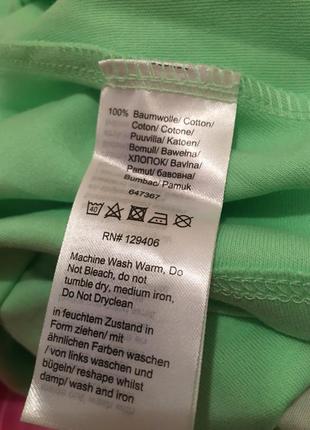 100% Baumwolle/ Cotton/
Coton/ Cotone/
Puuvilla/ Katoen/
Bomull/ Bawełna/
ХЛОПОК/ Bavlna/
Pamut/ бавовна/
Bumbac/ Pamuk
647367
40
RN# 129406
Machine Wash Warm, Do
Not Bleach, do not
tumble dry, medium iron,
Do Not Dryclean
in feuchtem Zustand in
Form ziehen/ mit
ähnlichen Farben waschen
/ von links waschen und
bügeln/ reshape whilst
damp/ wash and iron